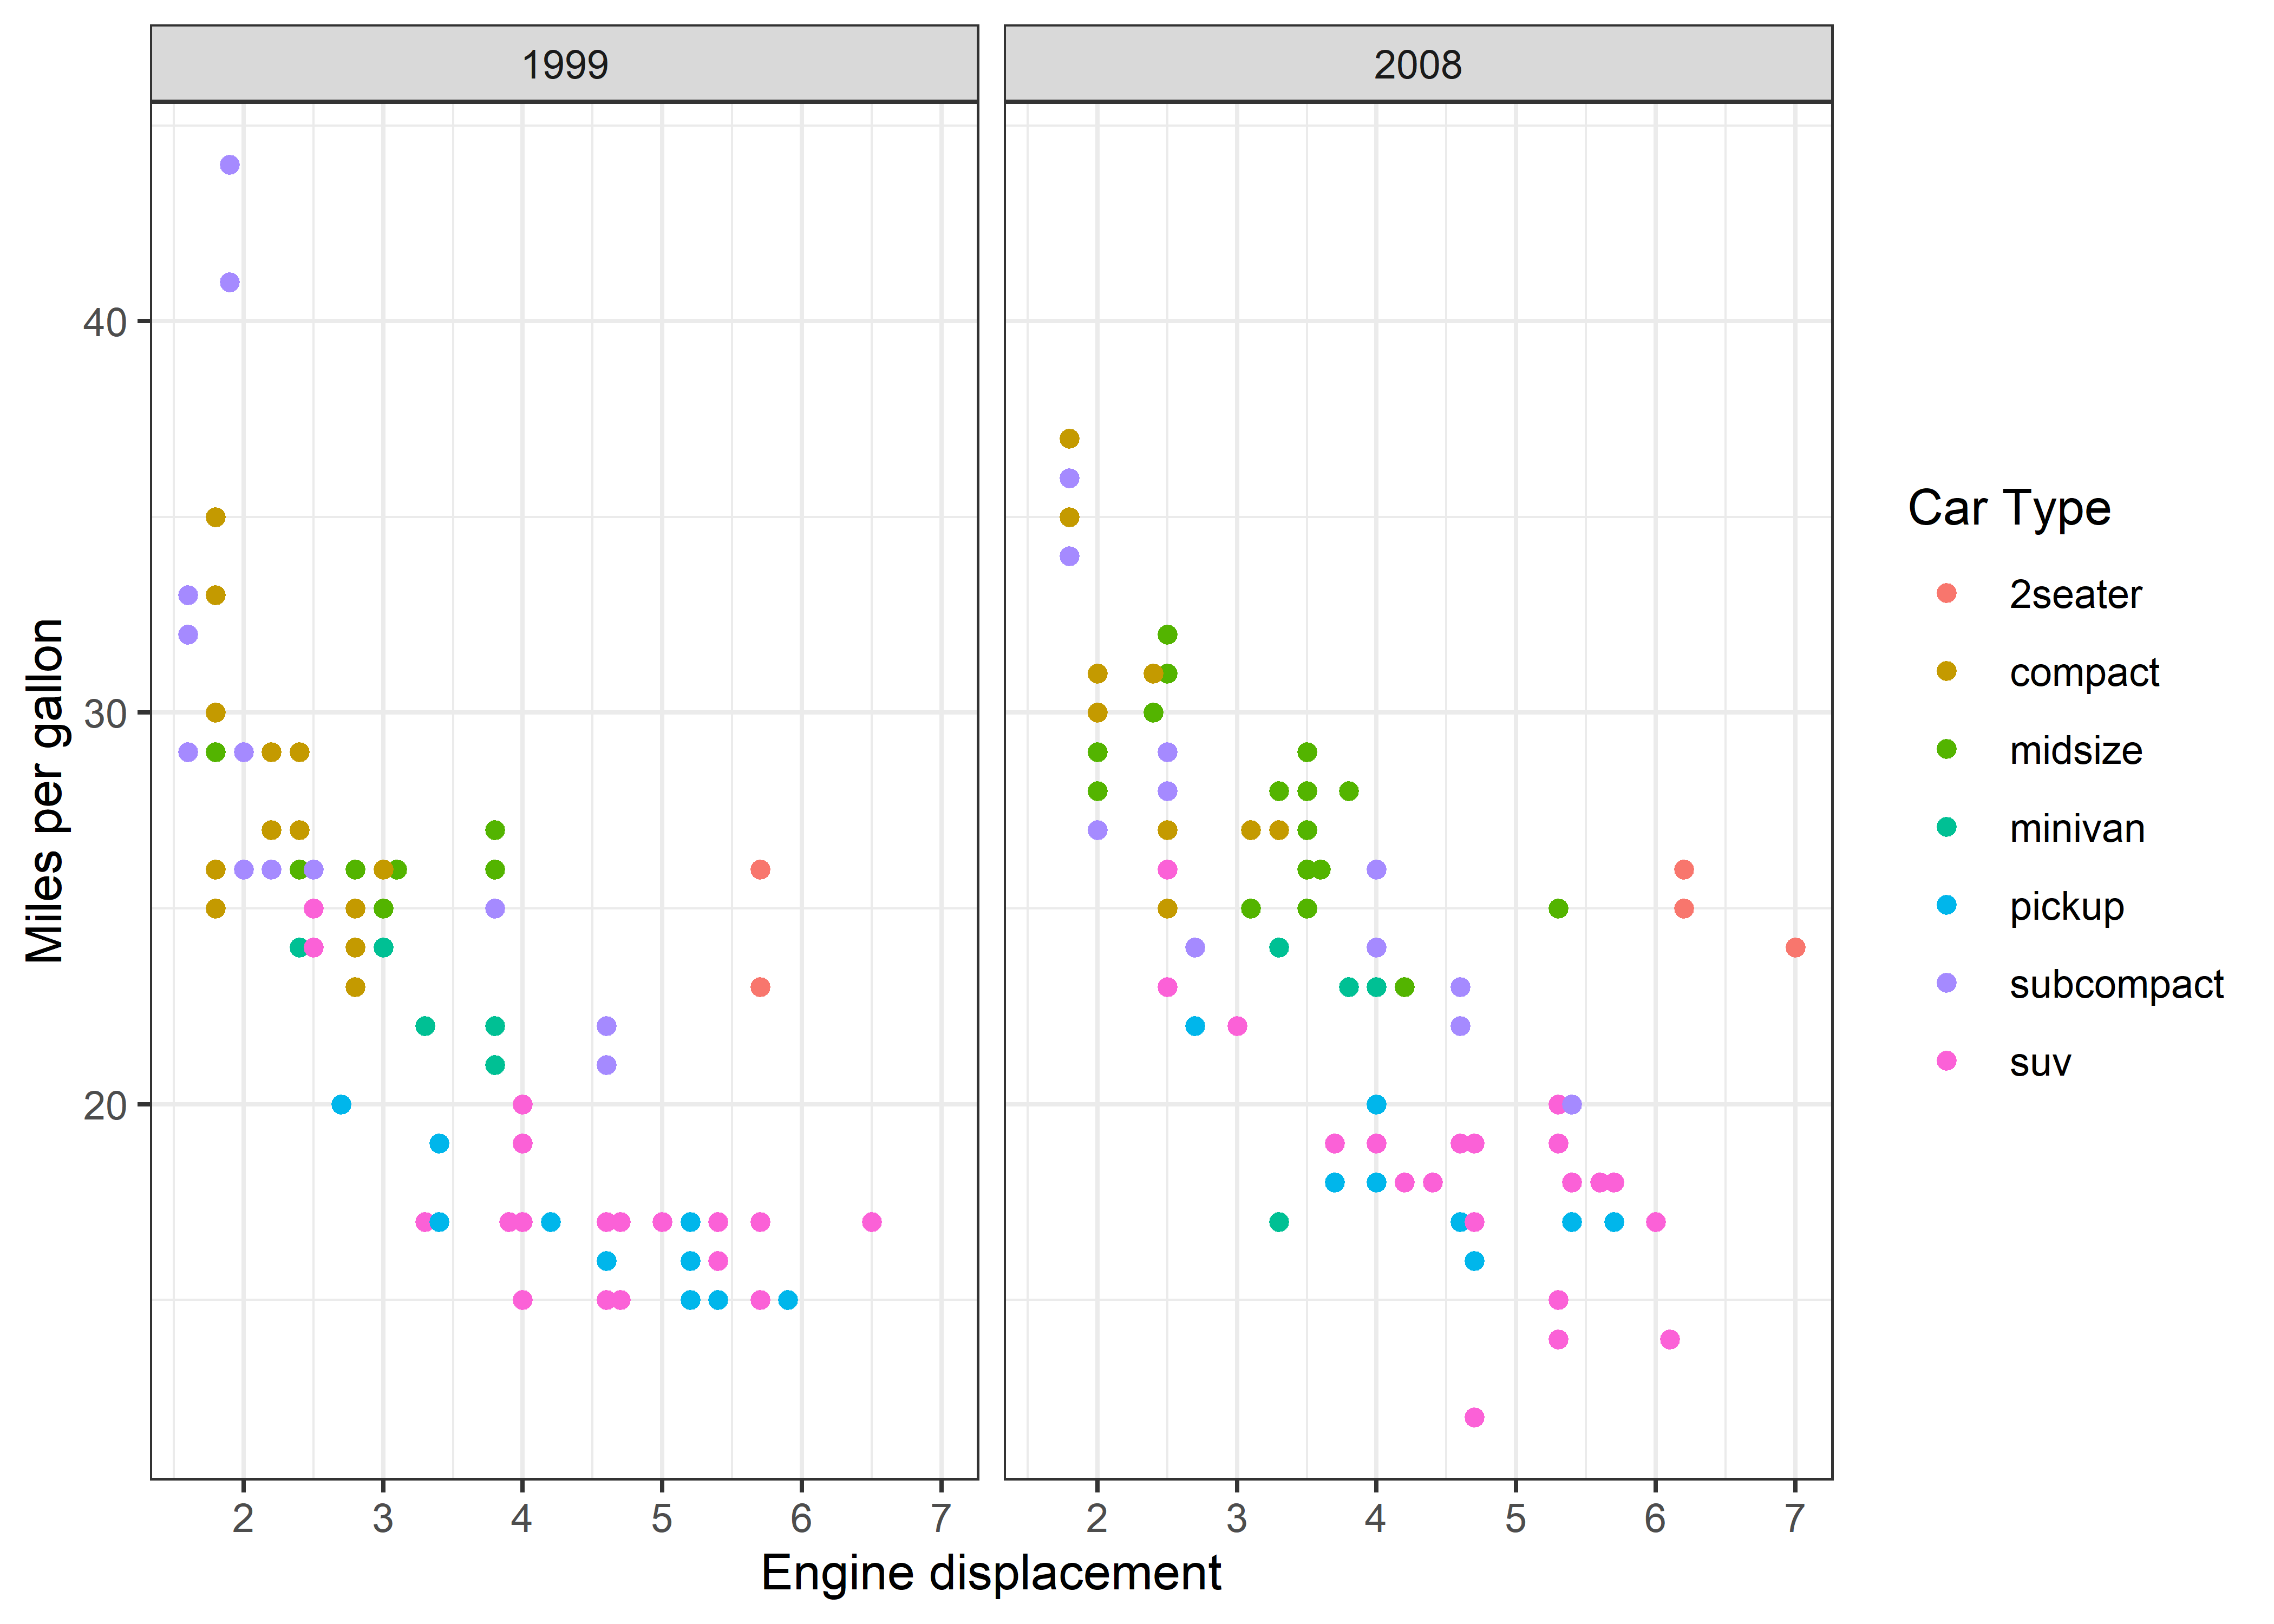 1999
2008
40
30
20
Miles per gallon
2 3 4 5 6 7
2 3 4 5 6 7
Engine displacement
Car Type
2seater
compact
midsize
minivan
pickup
subcompact
suv